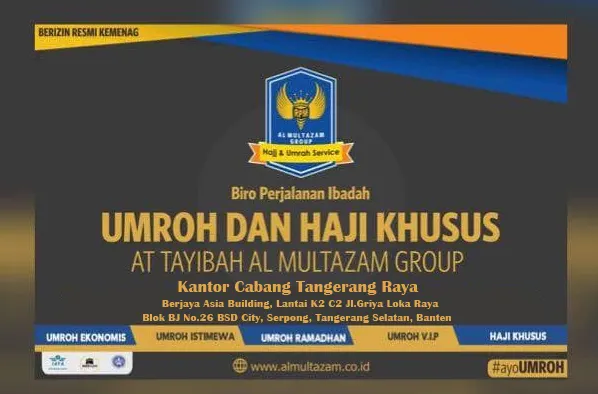 BERIZIN RESMI KEMENAG
AL MULTAZAM
GROUP
Hajj & Umrah Service
Biro Perjalanan Ibadah
UMROH DAN HAJI KHUSUS
AT TAYIBAH AL MULTAZAM GROUP
Kantor Cabang Tangerang Raya
Berjaya Asia Building, Lantai K2 C2 Jl.Griya Loka Raya
Blok BJ No.26 BSD City, Serpong, Tangerang Selatan, Banten
UMROH EKONOMIS UMROH ISTIMEWA UMROH RAMADHAN UMROH V.I.P HAJI KHUSUS
IATA
www.almultazam.co.id
#ayoUMROH